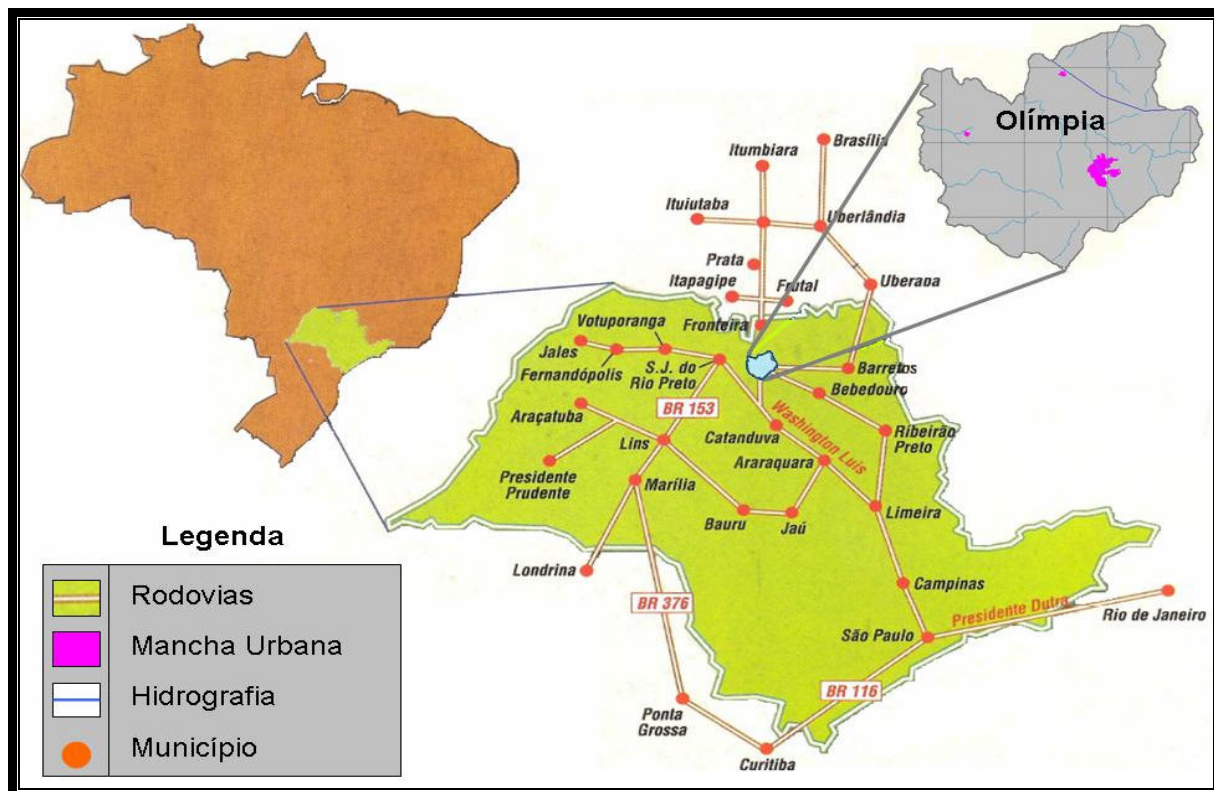 Olímpia
Brasília
Itumbiara
Ituiutaba
Uberlândia
Prata
Itapagipe
Frutal
Uberaba
Fronteira
Votuporanga
Jales
Fernandópolis
S.J. do
Rio Preto
Barretos
Bebedouro
BR 153
Araçatuba
Washington Luis
Catanduva
Ribeirão
Preto
Lins
Araraquara
Presidente
Prudente
Marília
Bauru
Jaú
Limeira
Londrina
Campinas
BR 376
Presidente Dutra
Rio de Janeiro
São Paulo
BR 116
Ponta
Grossa
Curitiba
Legenda
Rodovias
Mancha Urbana
Hidrografia
Município